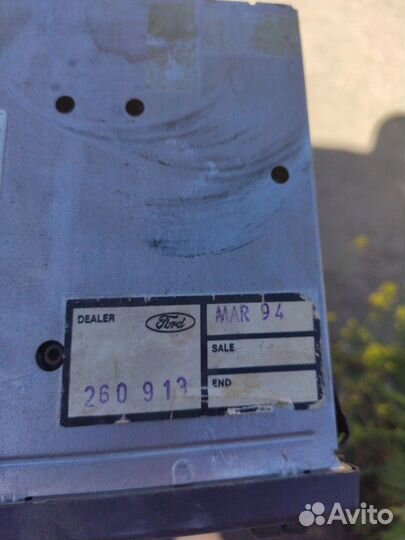 DEALER
Ford
MAR 94
SALE
END
260 913
Avito